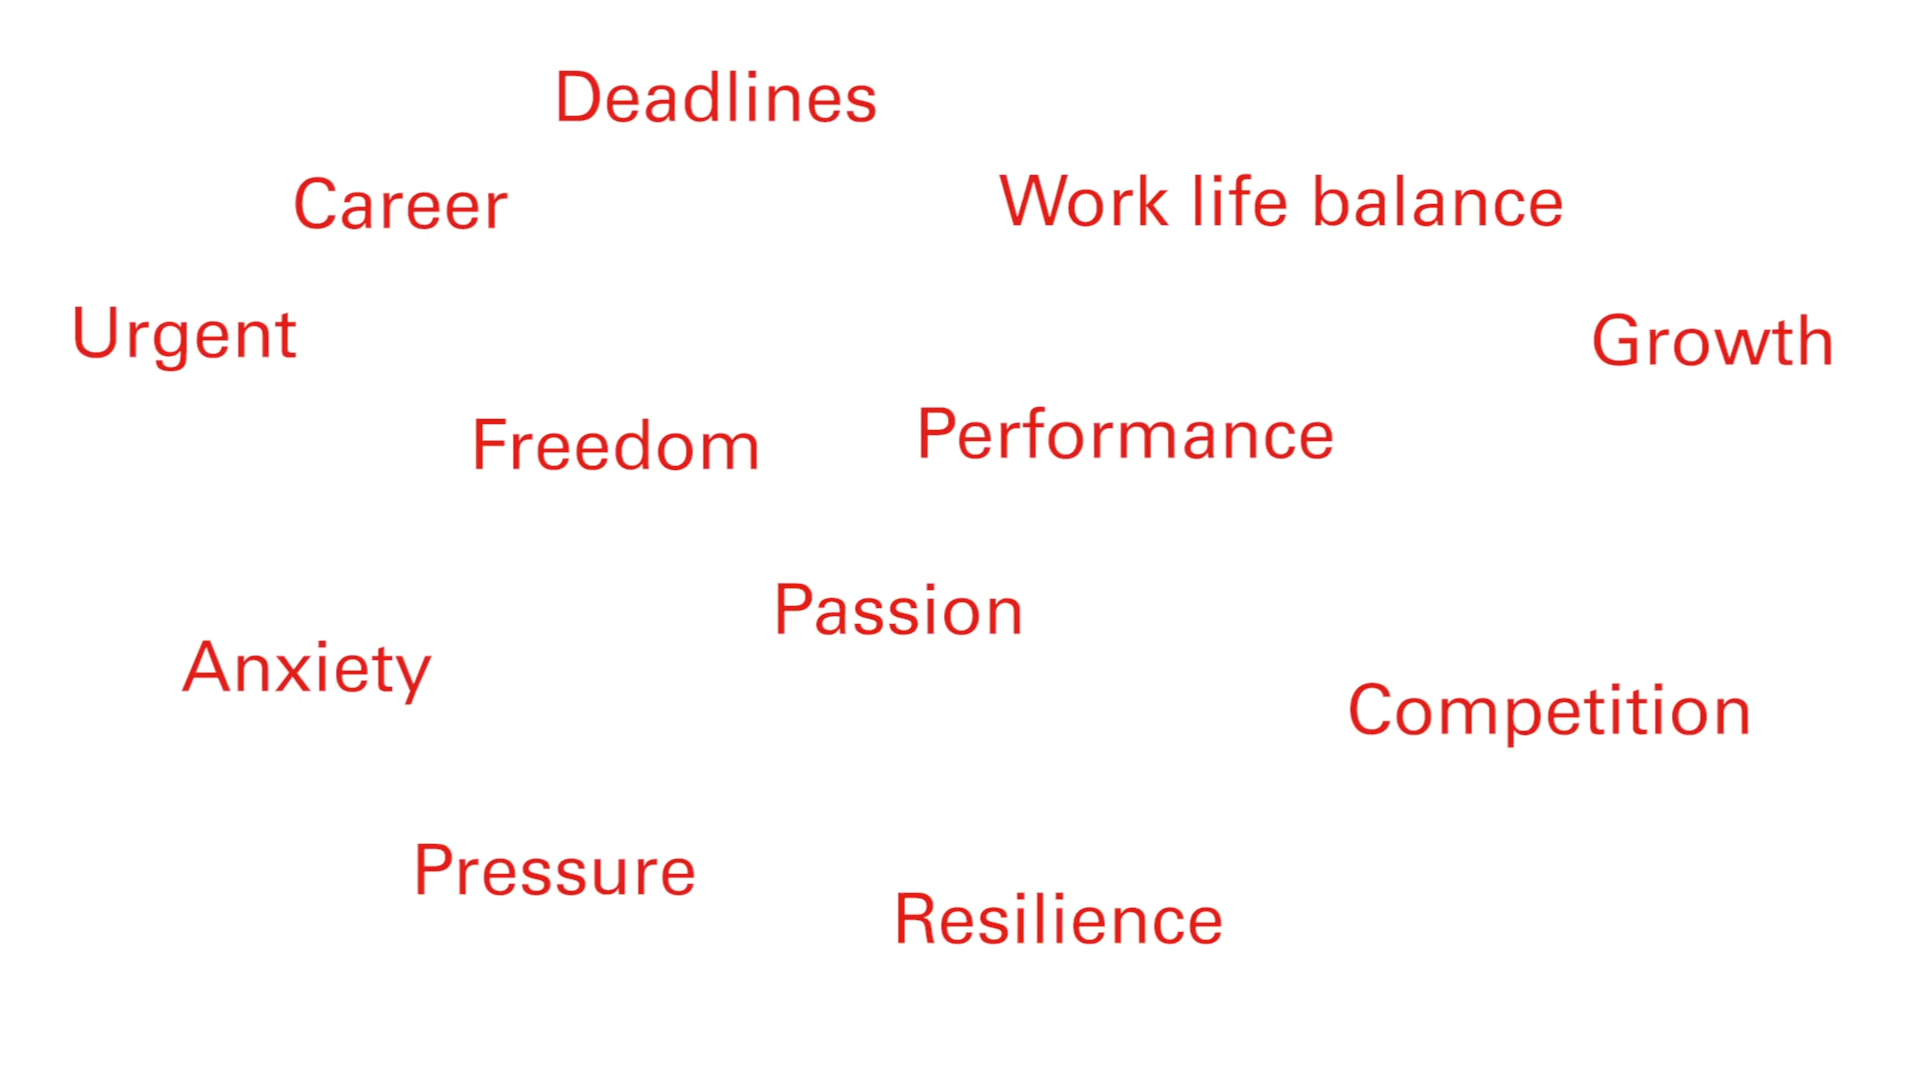 Deadlines
Career
Work life balance
Urgent
Growth
Freedom
Performance
Passion
Anxiety
Competition
Pressure
Resilience